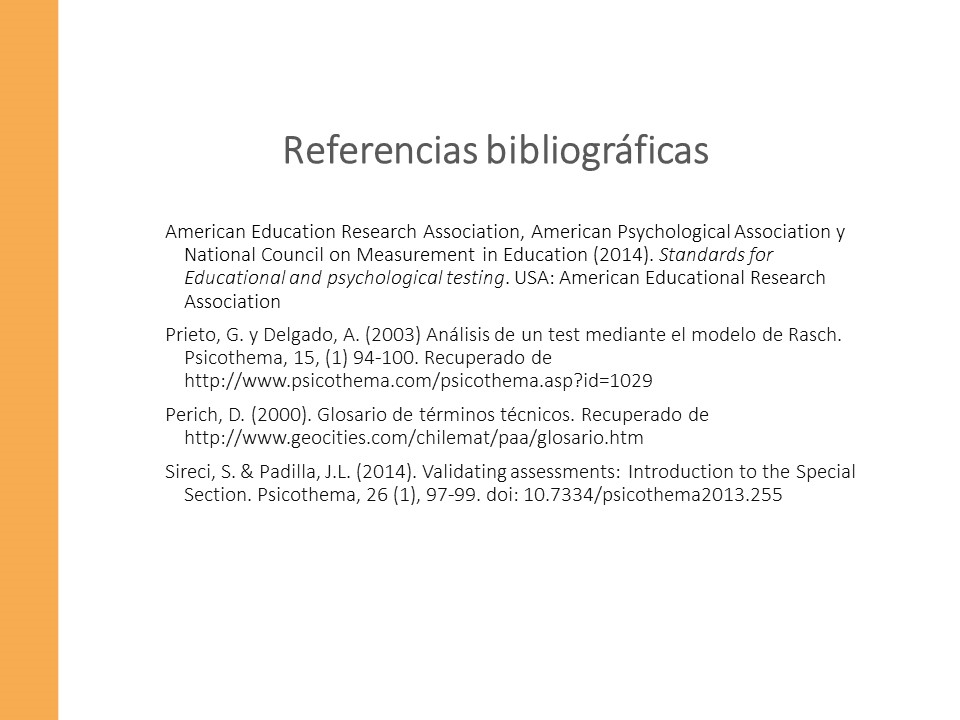 Referencias bibliográficas
American Education Research Association, American Psychological Association y
National Council on Measurement in Education (2014). Standards for
Educational and psychological testing. USA: American Educational Research
Association
Prieto, G. y Delgado, A. (2003) Análisis de un test mediante el modelo de Rasch.
Psicothema, 15, (1) 94-100. Recuperado de
http://www.psicothema.com/psicothema.asp?id=1029
Perich, D. (2000). Glosario de términos técnicos. Recuperado de
http://www.geocities.com/chilemat/paa/glosario.htm
Sireci, S. & Padilla, J.L. (2014). Validating assessments: Introduction to the Special
Section. Psicothema, 26 (1), 97-99. doi: 10.7334/psicothema2013.255